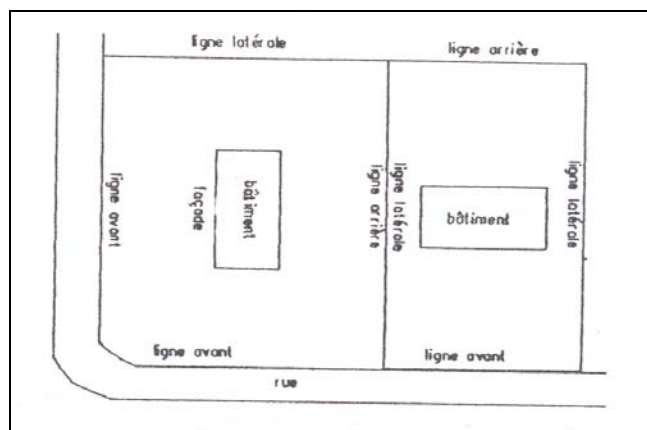 ligne latérale
ligne arrière
ligne avant
façade
bâtiment
ligne arrière
ligne latérale
bâtiment
ligne latérale
ligne avant
ligne avant
rue